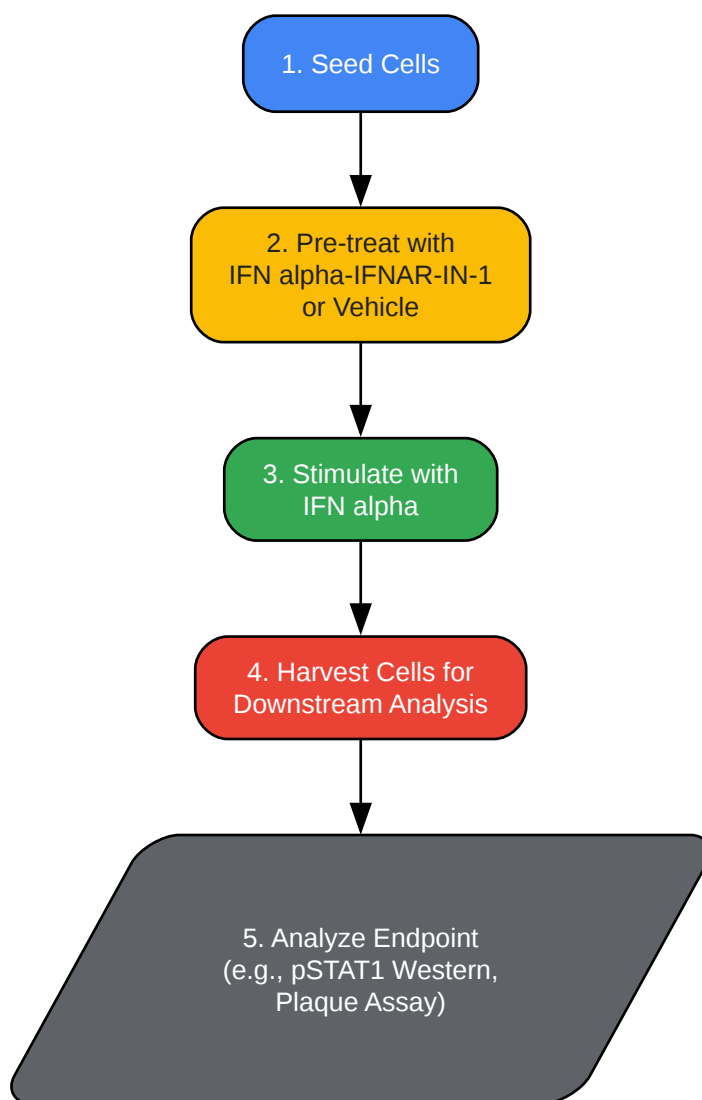 1. Seed Cells
2. Pre-treat with
IFN alpha-IFNAR-IN-1
or Vehicle
3. Stimulate with
IFN alpha
4. Harvest Cells for
Downstream Analysis
5. Analyze Endpoint
(e.g., pSTAT1 Western,
Plaque Assay)